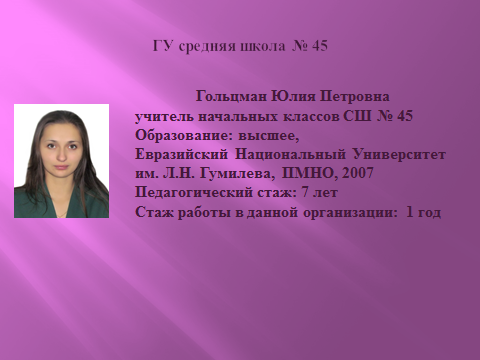 ГУ средняя школа № 45
Гольцман Юлия Петровна
учитель начальных классов СШ № 45
Образование: высшее,
Евразийский Национальный Университет
им. Л.Н. Гумилева, ПМНО, 2007
Педагогический стаж: 7 лет
Стаж работы в данной организации: 1 год